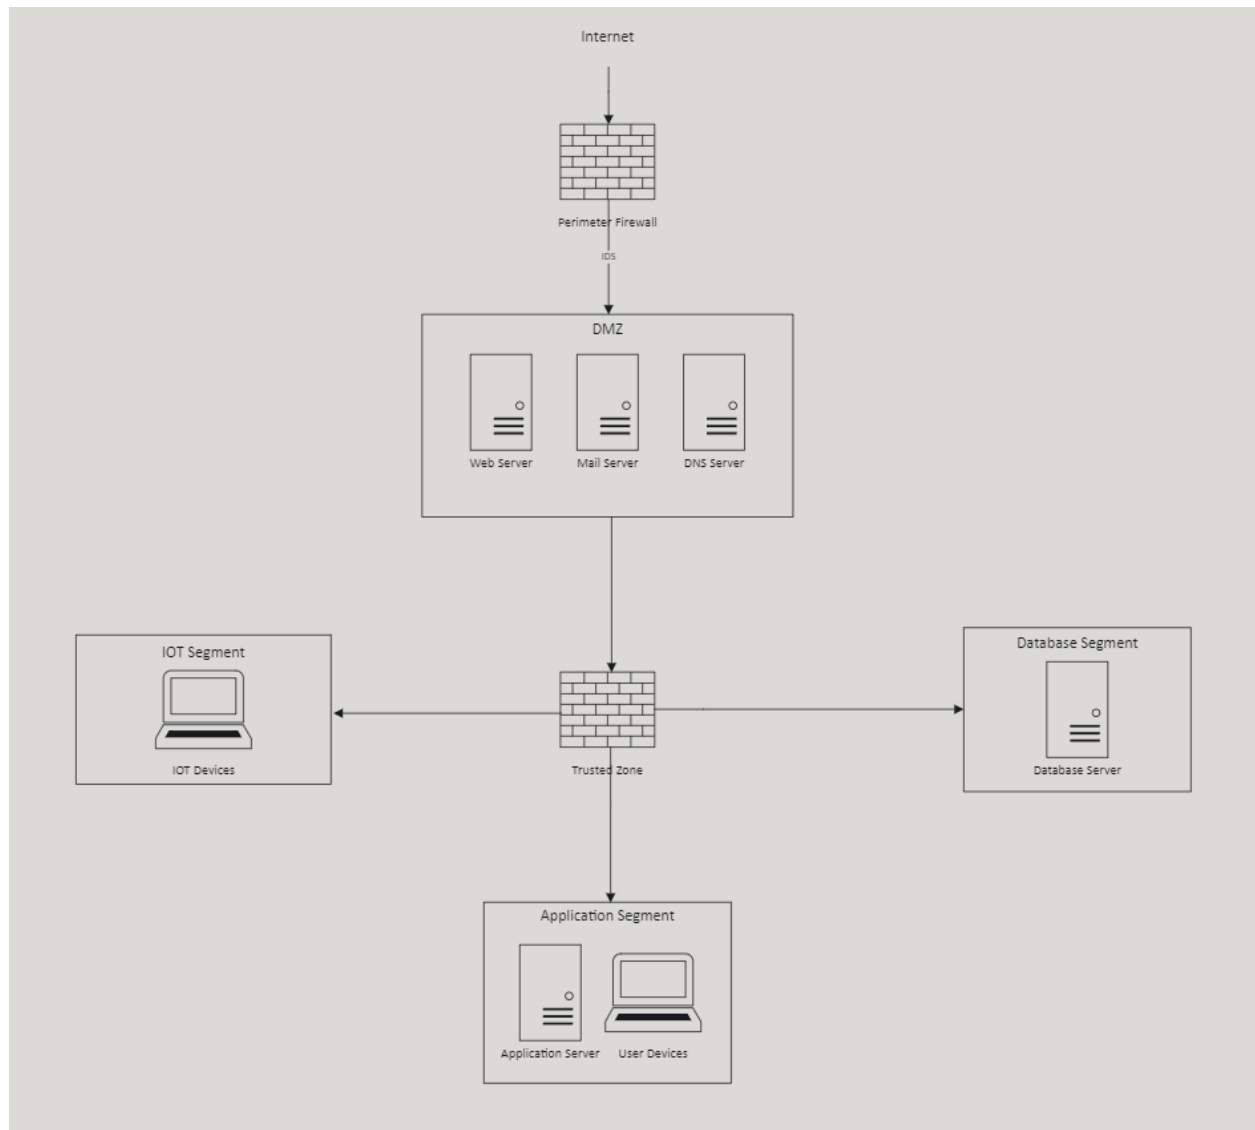 Internet
Perimeter Firewall
IDS
DMZ
Web Server
Mail Server
DNS Server
IOT Segment
IOT Devices
Trusted Zone
Database Segment
Database Server
Application Segment
Application Server
User Devices